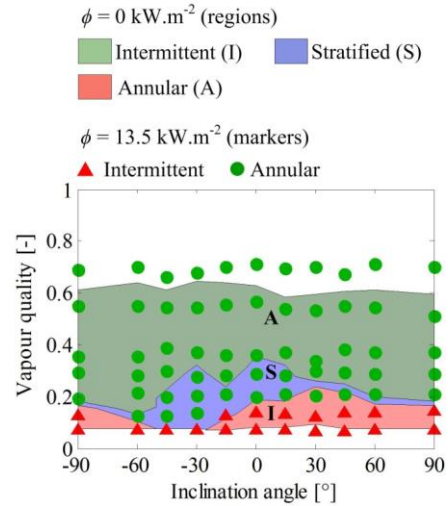 ϕ = 0 kW.m⁻² (regions)
Intermittent (I)
Stratified (S)
Annular (A)
ϕ = 13.5 kW.m⁻² (markers)
Intermittent
Annular
1
0.8
0.6
0.4
0.2
0
Vapour quality [-]
A
S
I
-90
-60
-30
0
30
60
90
Inclination angle [°]